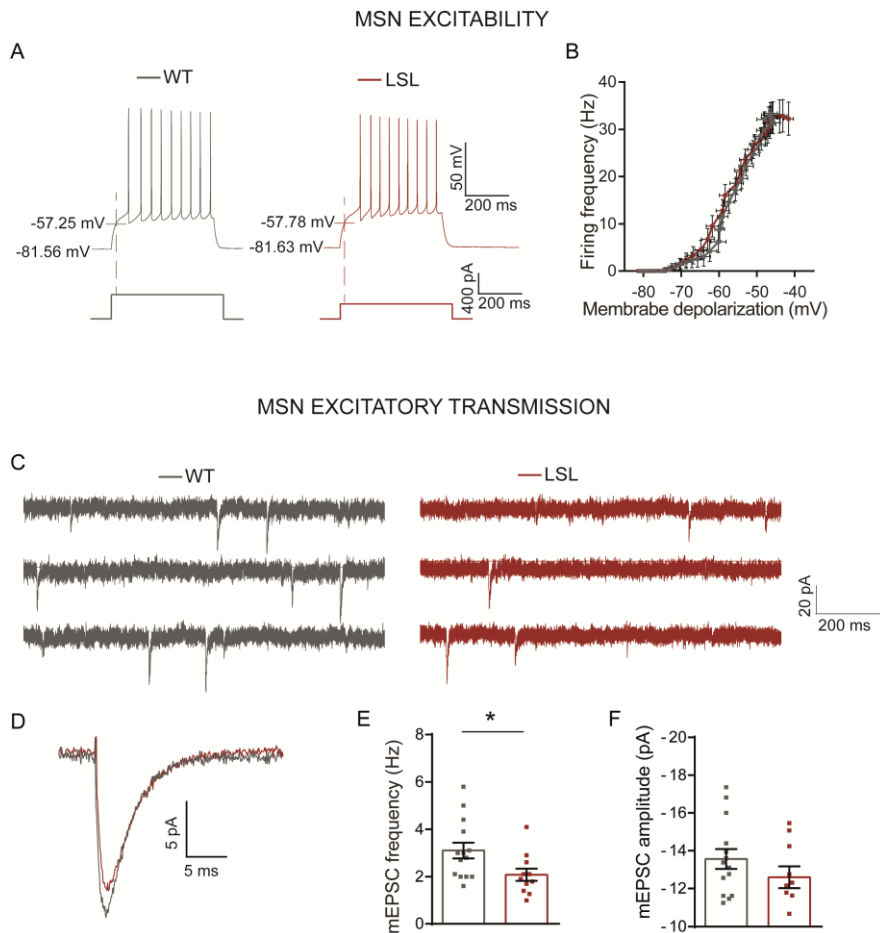 MSN EXCITABILITY
A
WT
LSL
-57.25 mV
-81.56 mV
-57.78 mV
-81.63 mV
50 mV
200 ms
400 pA
200 ms
B
Firing frequency (Hz)
40
30
20
10
0
-80 -70 -60 -50 -40
Membrabe depolarization (mV)
MSN EXCITATORY TRANSMISSION
C
WT
LSL
20 pA
200 ms
D
5 pA
5 ms
E
mEPSC frequency (Hz)
8
6
4
2
0
*
F
mEPSC amplitude (pA)
- 20
- 18
- 16
- 14
- 12
- 10